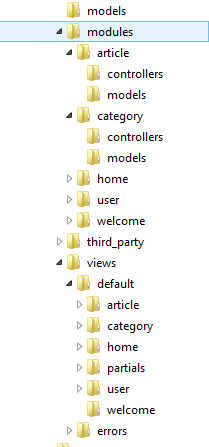 models
modules
article
controllers
models
category
controllers
models
home
user
welcome
third_party
views
default
article
category
home
partials
user
welcome
errors